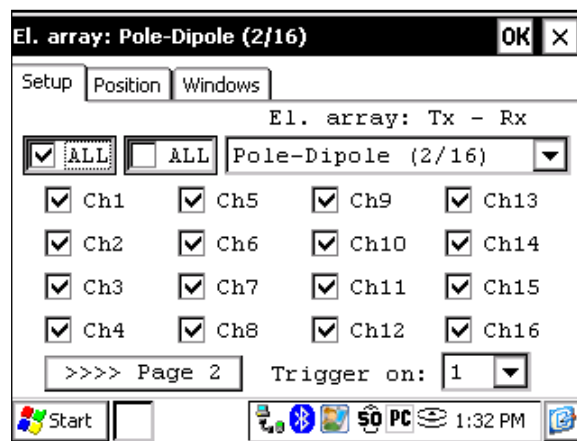 El. array: Pole-Dipole (2/16) OK ×
Setup Position Windows
El. array: Tx - Rx
ALL ALL Pole-Dipole (2/16)
Ch1 Ch5 Ch9 Ch13
Ch2 Ch6 Ch10 Ch14
Ch3 Ch7 Ch11 Ch15
Ch4 Ch8 Ch12 Ch16
>>>> Page 2 Trigger on: 1
Start PC 1:32 PM